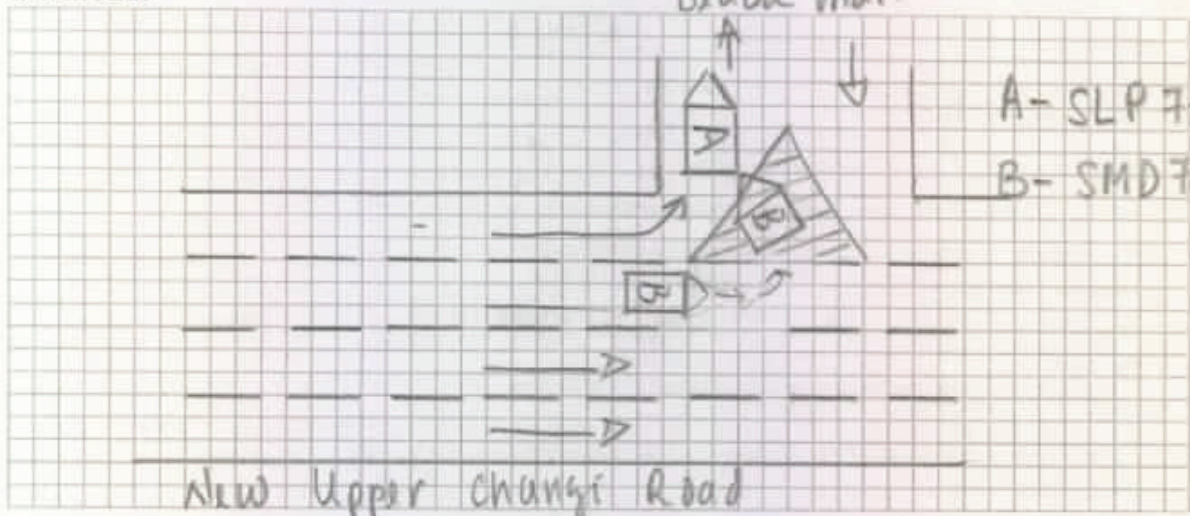 A- SLP7
B- SMD7
A
B
B
New Upper Changi Road